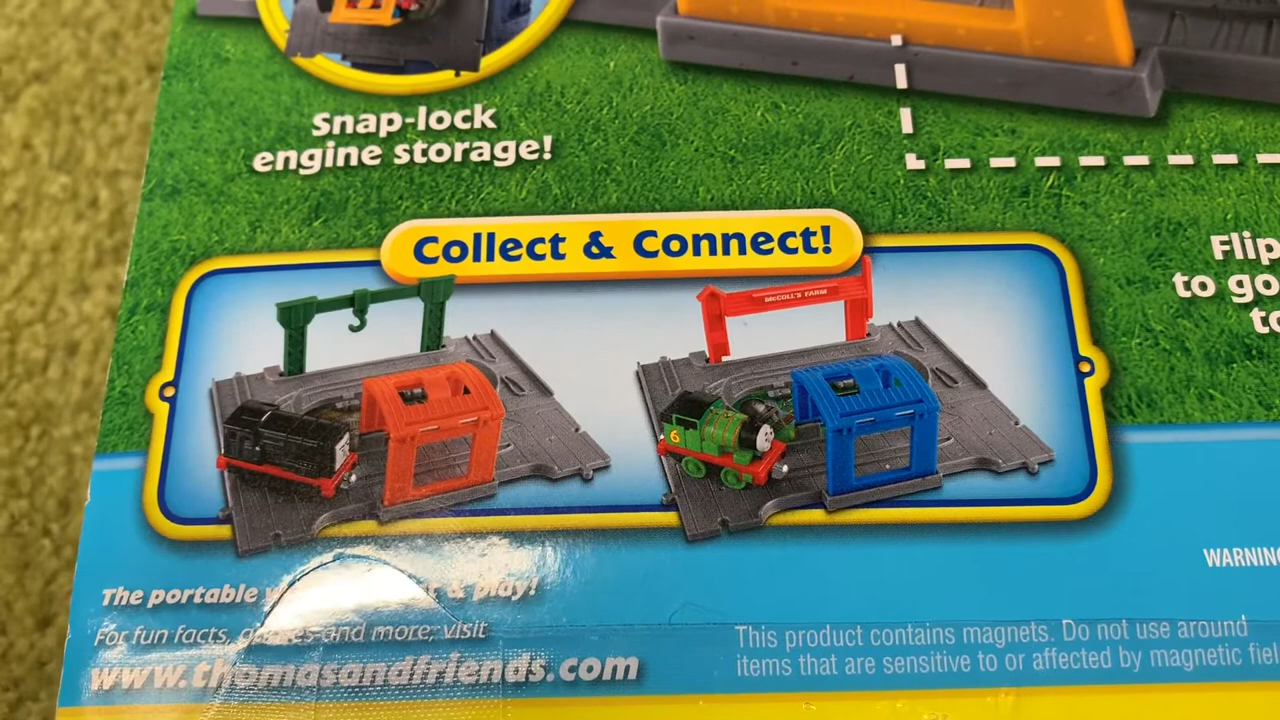 Snap-lock
engine storage!
Collect & Connect!
Flip
to go
to
McCOLL'S FARM
6
WARNING
The portable & play!
For fun facts, games and more, visit
www.thomasandfriends.com
This product contains magnets. Do not use around
items that are sensitive to or affected by magnetic fiel